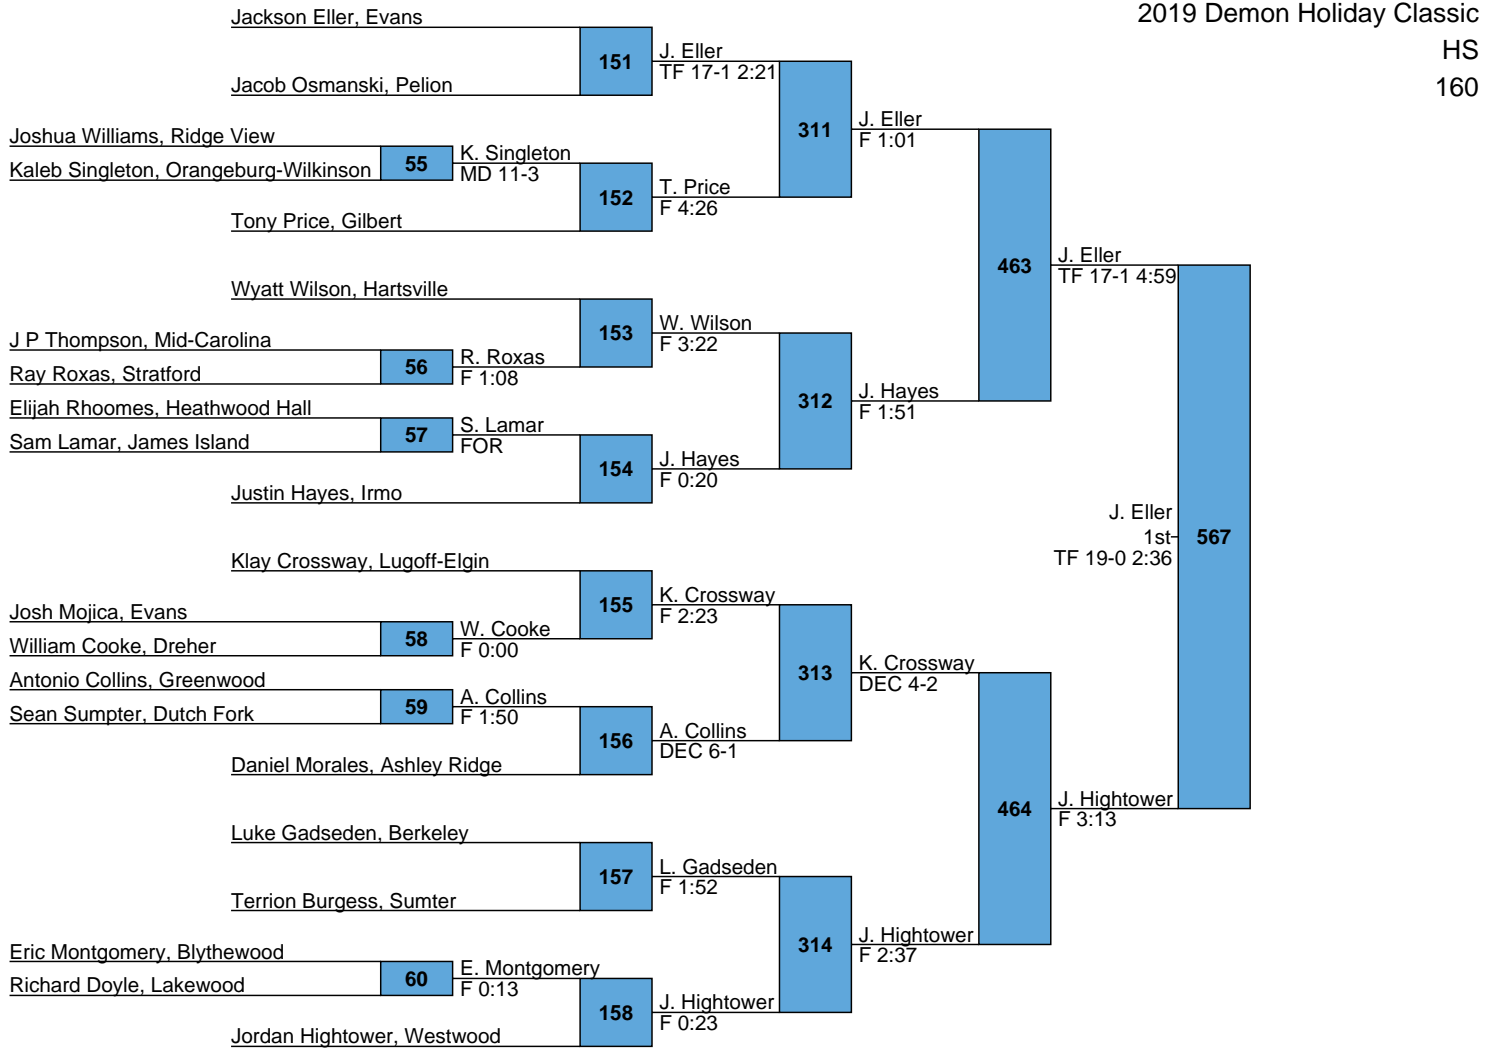 2019 Demon Holiday Classic
HS
160
Jackson Eller, Evans
151
J. Eller
TF 17-1 2:21
Jacob Osmanski, Pelion
311
J. Eller
F 1:01
Joshua Williams, Ridge View
55
K. Singleton
MD 11-3
Kaleb Singleton, Orangeburg-Wilkinson
152
T. Price
F 4:26
Tony Price, Gilbert
463
J. Eller
TF 17-1 4:59
Wyatt Wilson, Hartsville
153
W. Wilson
F 3:22
J P Thompson, Mid-Carolina
56
R. Roxas
F 1:08
Ray Roxas, Stratford
312
J. Hayes
F 1:51
Elijah Rhoomes, Heathwood Hall
57
S. Lamar
FOR
Sam Lamar, James Island
154
J. Hayes
F 0:20
Justin Hayes, Irmo
J. Eller
1st
TF 19-0 2:36
567
Klay Crossway, Lugoff-Elgin
155
K. Crossway
F 2:23
Josh Mojica, Evans
58
W. Cooke
F 0:00
William Cooke, Dreher
313
K. Crossway
DEC 4-2
Antonio Collins, Greenwood
59
A. Collins
F 1:50
Sean Sumpter, Dutch Fork
156
A. Collins
DEC 6-1
Daniel Morales, Ashley Ridge
464
J. Hightower
F 3:13
Luke Gadseden, Berkeley
157
L. Gadseden
F 1:52
Terrion Burgess, Sumter
314
J. Hightower
F 2:37
Eric Montgomery, Blythewood
60
E. Montgomery
F 0:13
Richard Doyle, Lakewood
158
J. Hightower
F 0:23
Jordan Hightower, Westwood